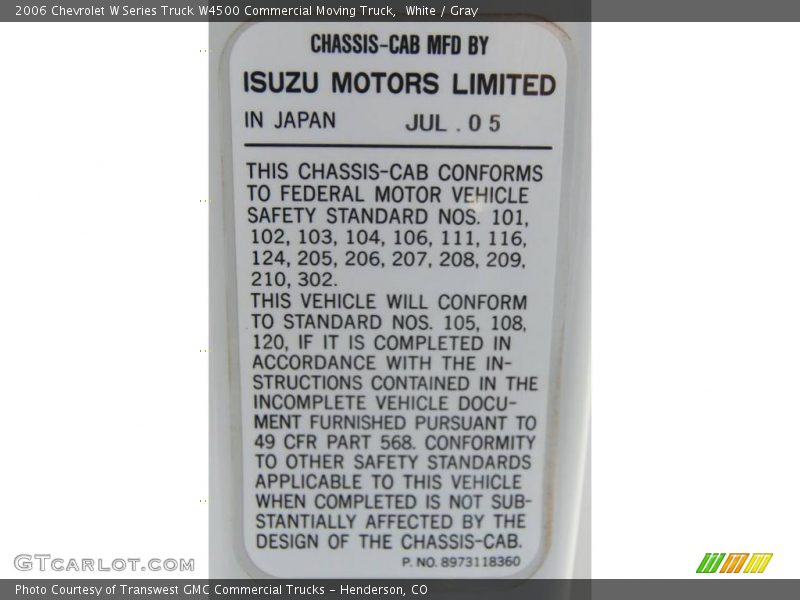 2006 Chevrolet W Series Truck W4500 Commercial Moving Truck, White / Gray
CHASSIS-CAB MFD BY
ISUZU MOTORS LIMITED
IN JAPAN JUL . 0 5
THIS CHASSIS-CAB CONFORMS
TO FEDERAL MOTOR VEHICLE
SAFETY STANDARD NOS. 101,
102, 103, 104, 106, 111, 116,
124, 205, 206, 207, 208, 209,
210, 302.
THIS VEHICLE WILL CONFORM
TO STANDARD NOS. 105, 108,
120, IF IT IS COMPLETED IN
ACCORDANCE WITH THE IN-
STRUCTIONS CONTAINED IN THE
INCOMPLETE VEHICLE DOCU-
MENT FURNISHED PURSUANT TO
49 CFR PART 568. CONFORMITY
TO OTHER SAFETY STANDARDS
APPLICABLE TO THIS VEHICLE
WHEN COMPLETED IS NOT SUB-
STANTIALLY AFFECTED BY THE
DESIGN OF THE CHASSIS-CAB.
P. NO. 8973118360
GTcarlot.com
Photo Courtesy of Transwest GMC Commercial Trucks - Henderson, CO